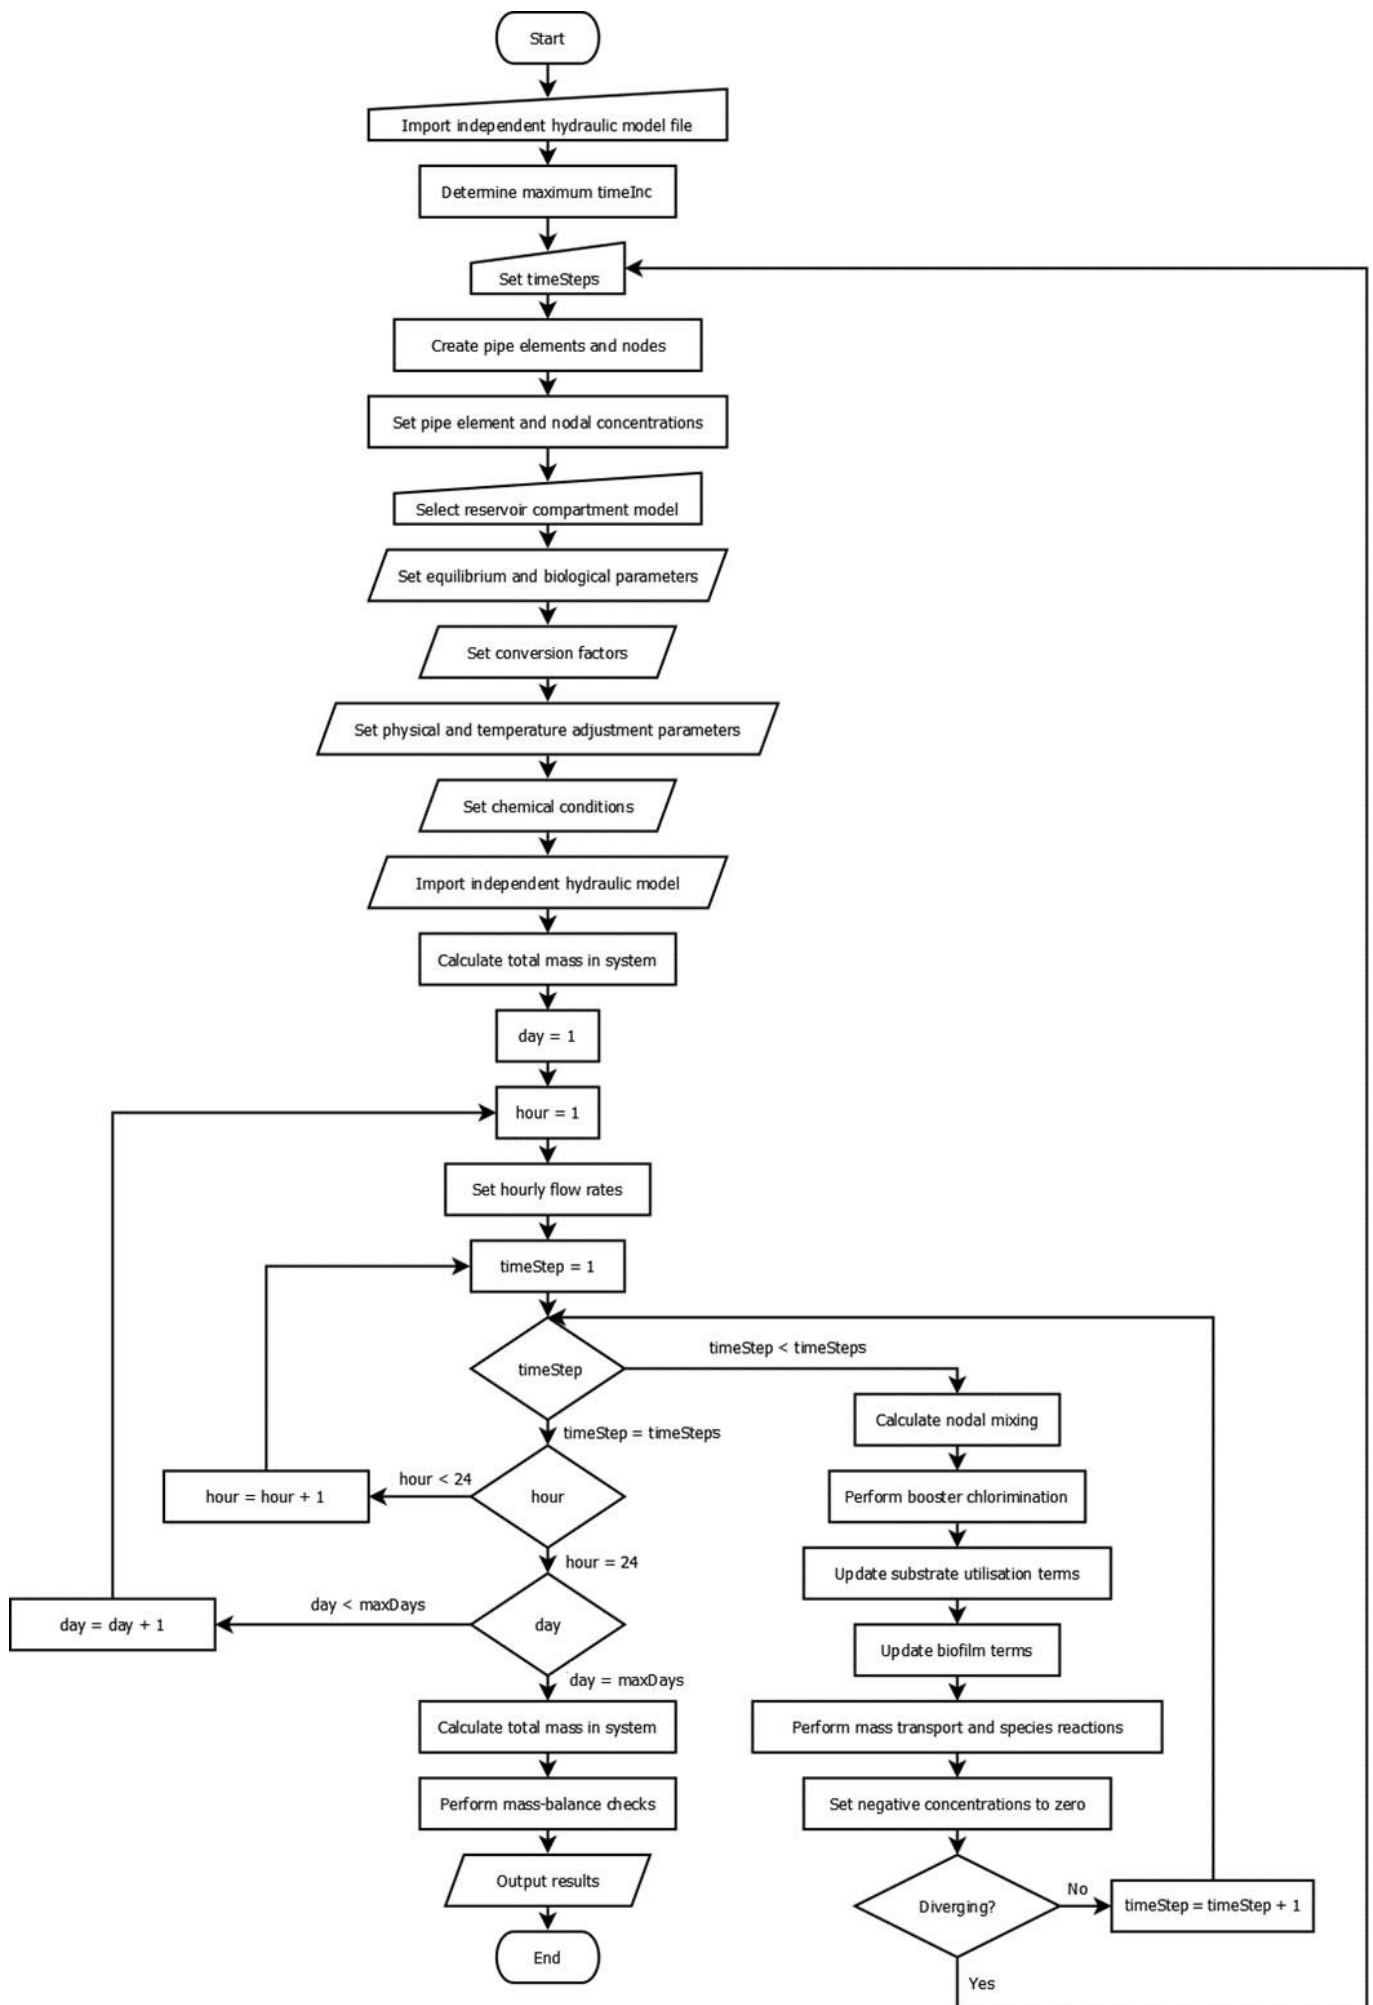 Start
Import independent hydraulic model file
Determine maximum timeInc
Set timeSteps
Create pipe elements and nodes
Set pipe element and nodal concentrations
Select reservoir compartment model
Set equilibrium and biological parameters
Set conversion factors
Set physical and temperature adjustment parameters
Set chemical conditions
Import independent hydraulic model
Calculate total mass in system
day = 1
hour = 1
Set hourly flow rates
timeStep = 1
timeStep
timeStep < timeSteps
timeStep = timeSteps
hour
hour < 24
hour = hour + 1
hour = 24
day
day < maxDays
day = day + 1
day = maxDays
Calculate total mass in system
Perform mass-balance checks
Output results
End
Calculate nodal mixing
Perform booster chlorimination
Update substrate utilisation terms
Update biofilm terms
Perform mass transport and species reactions
Set negative concentrations to zero
Diverging?
No
timeStep = timeStep + 1
Yes